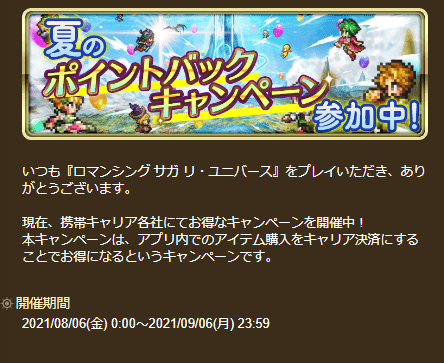 夏の
ポイントバック
キャンペーン
参加中!
いつも『ロマンシング サガ リ・ユニバース』をプレイいただき、あり
がとうございます。
現在、携帯キャリア各社にてお得なキャンペーンを開催中！
本キャンペーンは、アプリ内でのアイテム購入をキャリア決済にする
ことでお得になるというキャンペーンです。
開催期間
2021/08/06(金) 0:00～2021/09/06(月) 23:59